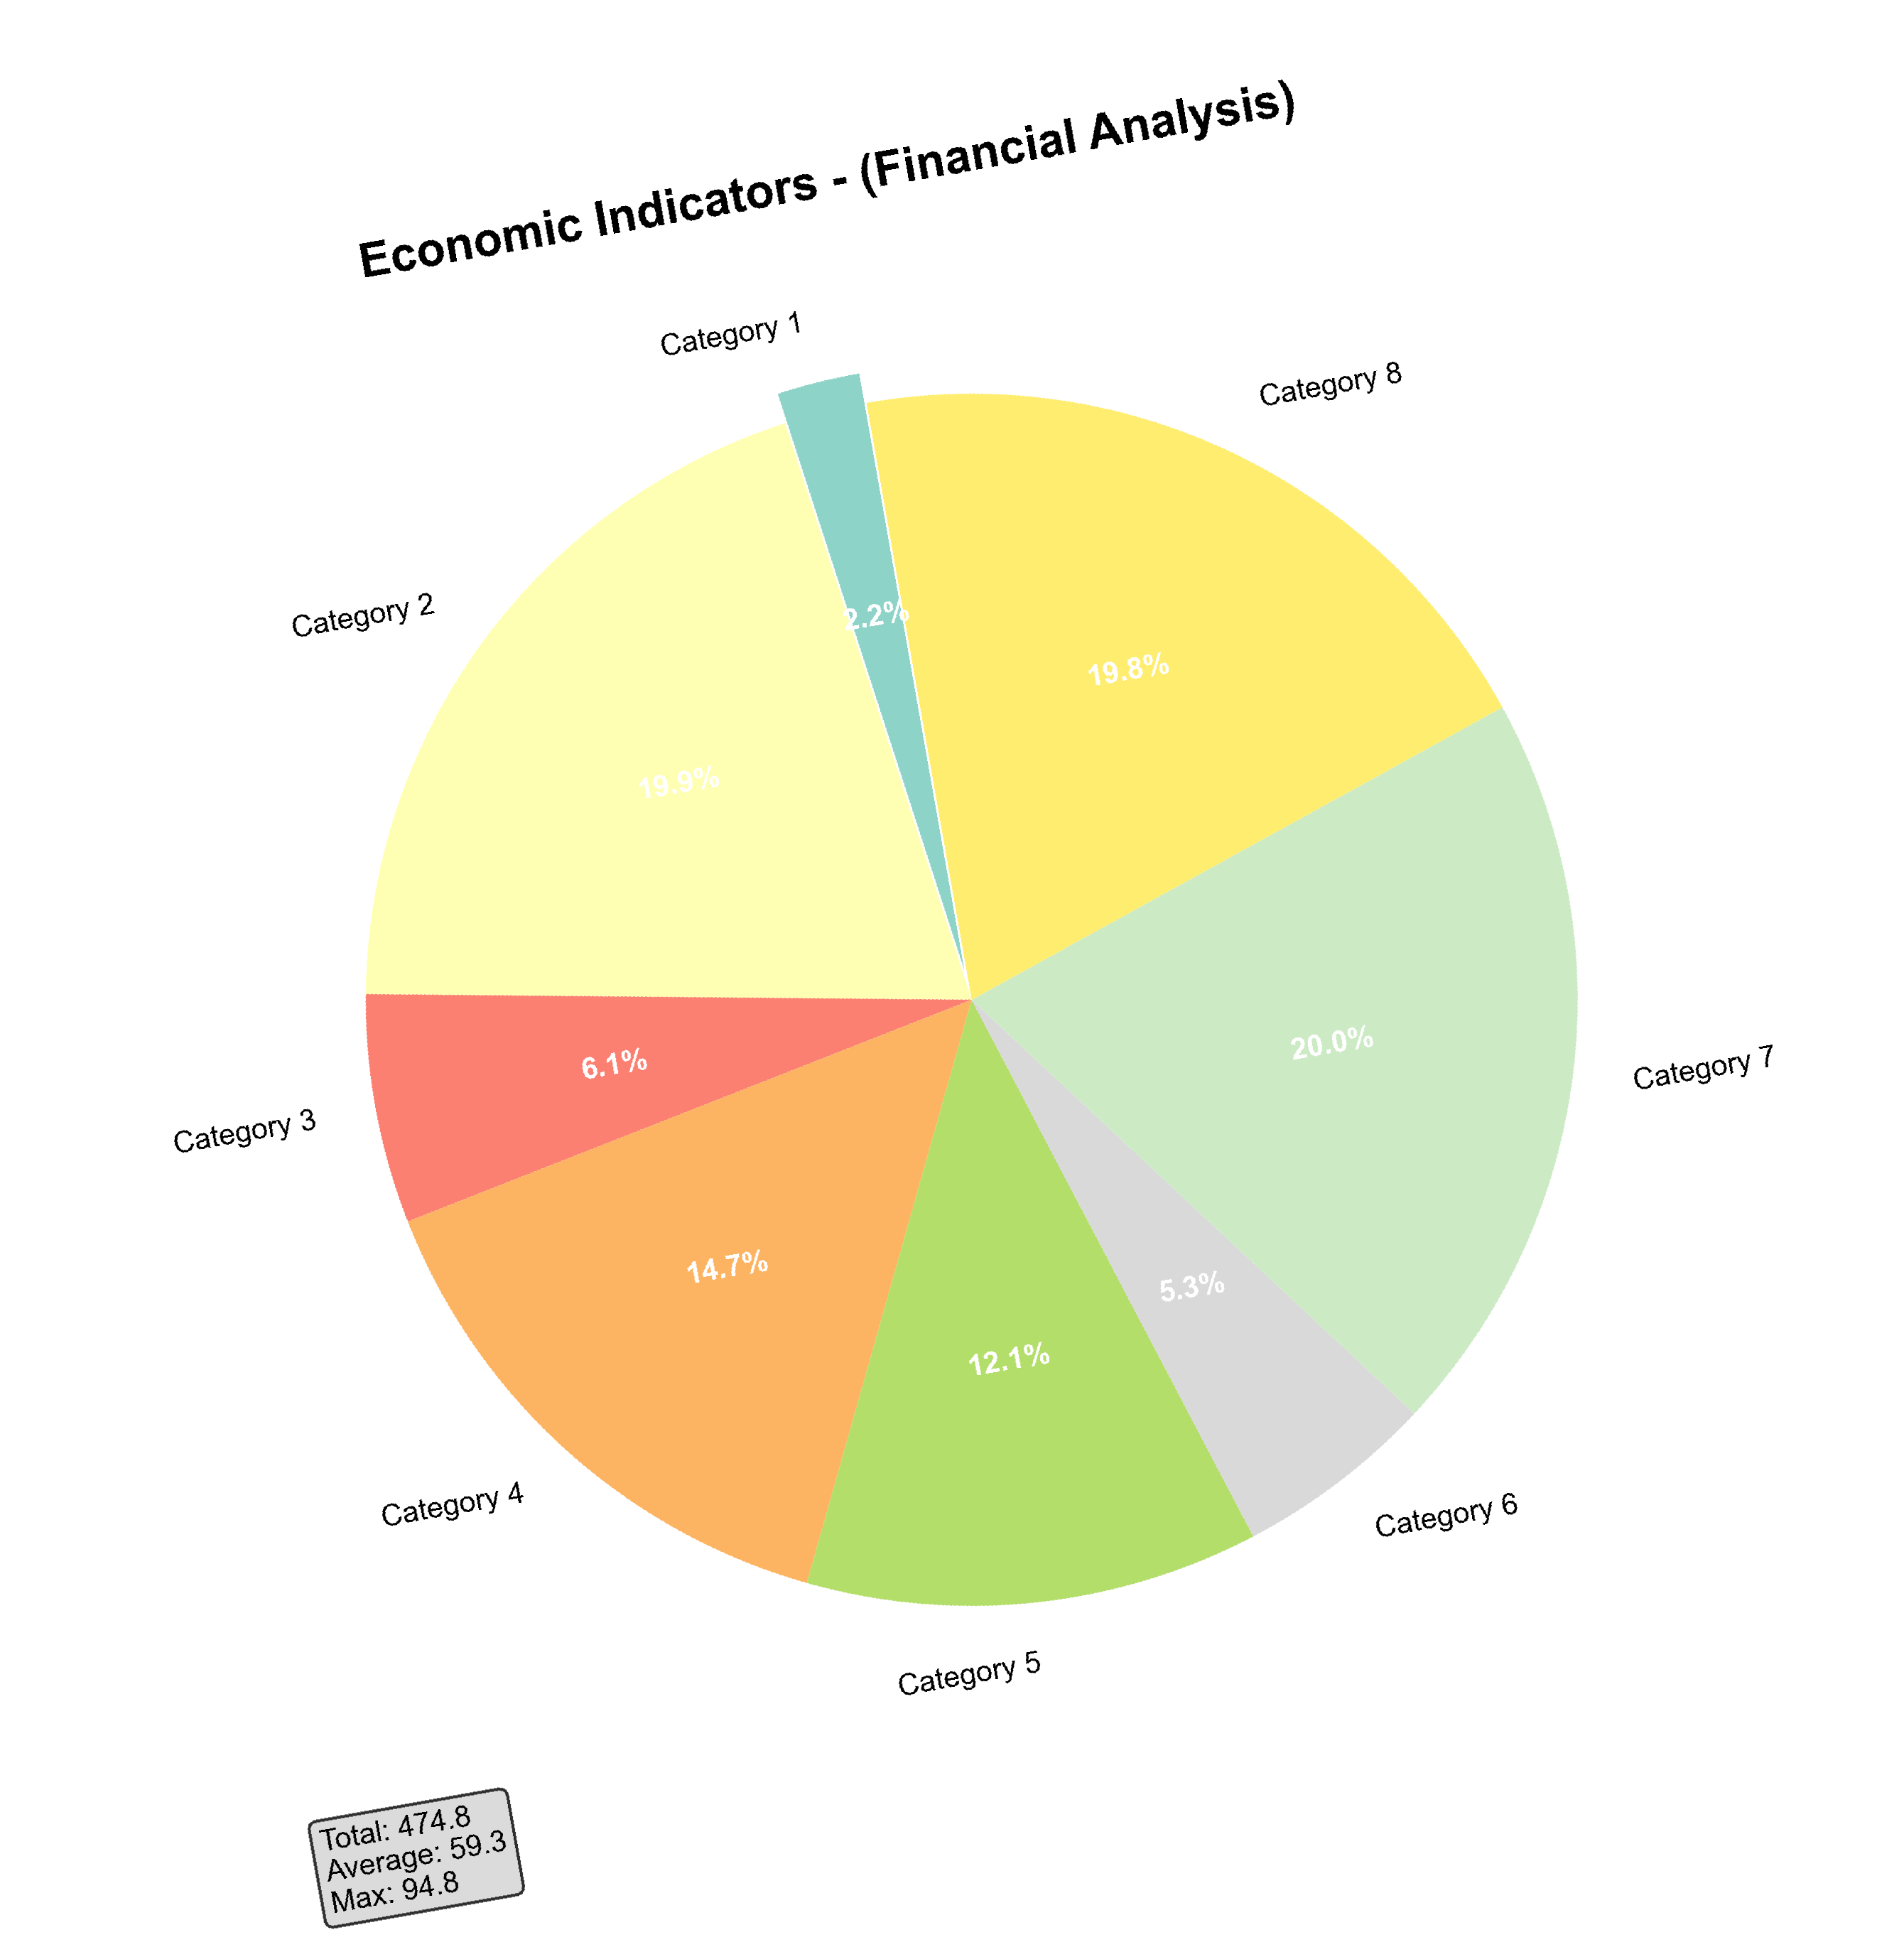 Economic Indicators - (Financial Analysis)
Category 1
Category 8
Category 2
2.2%
19.8%
19.9%
20.0%
Category 7
6.1%
Category 3
14.7%
5.3%
12.1%
Category 4
Category 6
Category 5
Total: 474.8
Average: 59.3
Max: 94.8